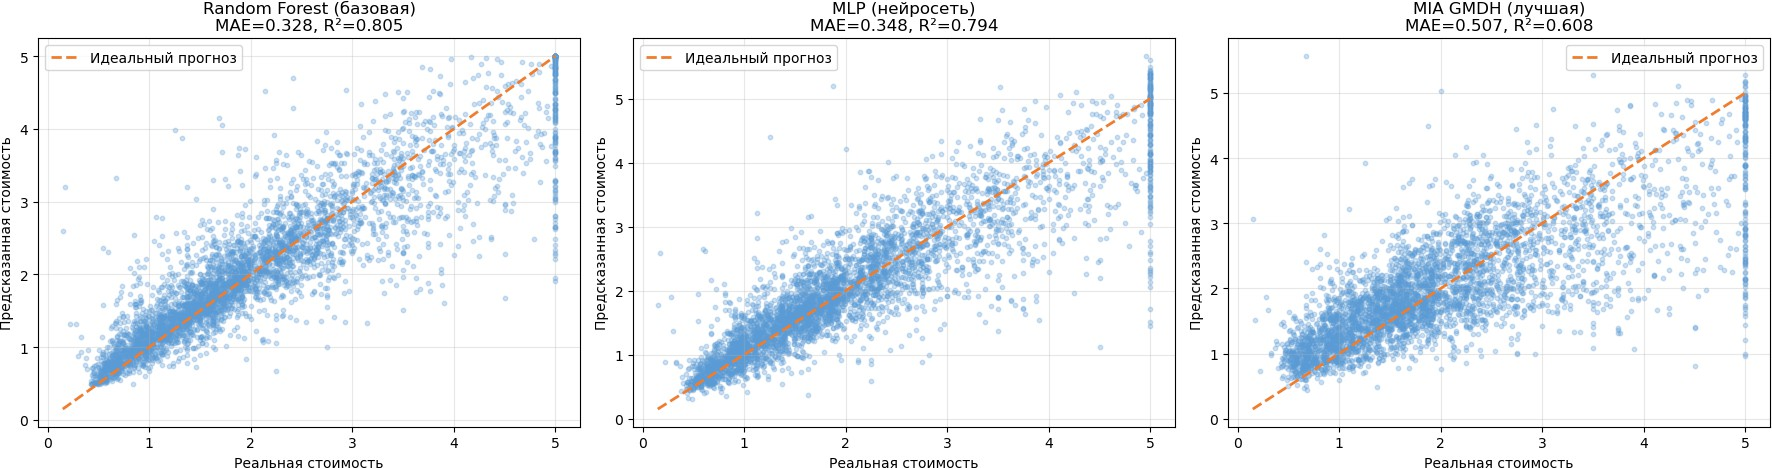 Random Forest (базовая)
MAE=0.328, R²=0.805
Идеальный прогноз
Предсказанная стоимость
5
4
3
2
1
0
0 1 2 3 4 5
Реальная стоимость
MLP (нейросеть)
MAE=0.348, R²=0.794
Идеальный прогноз
Предсказанная стоимость
5
4
3
2
1
0
0 1 2 3 4 5
Реальная стоимость
MIA GMDH (лучшая)
MAE=0.507, R²=0.608
Идеальный прогноз
Предсказанная стоимость
5
4
3
2
1
0
0 1 2 3 4 5
Реальная стоимость